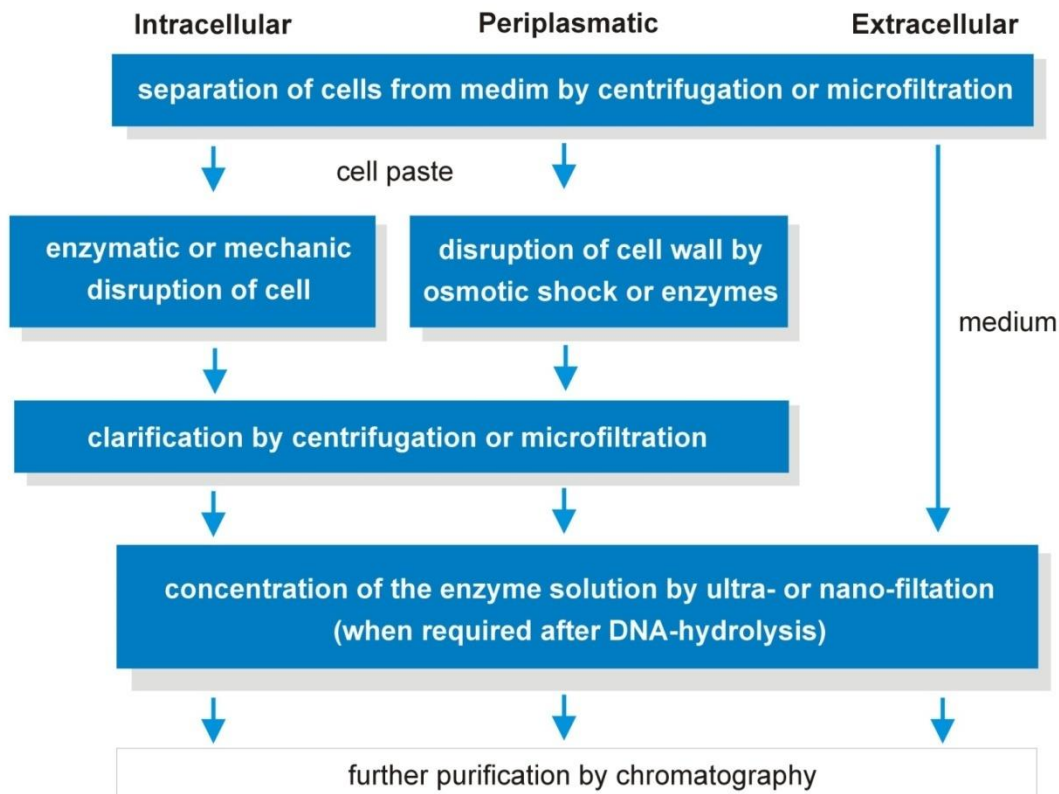 Intracellular Periplasmatic Extracellular
separation of cells from medim by centrifugation or microfiltration
cell paste
enzymatic or mechanic
disruption of cell
disruption of cell wall by
osmotic shock or enzymes
medium
clarification by centrifugation or microfiltration
concentration of the enzyme solution by ultra- or nano-filtation
(when required after DNA-hydrolysis)
further purification by chromatography